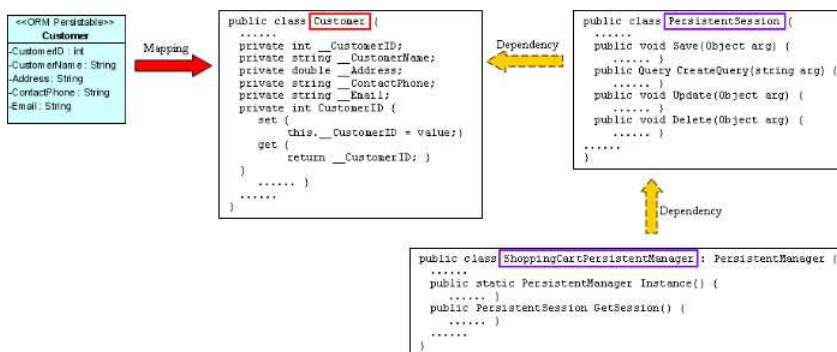 <<ORM Persistable>>
Customer
-CustomerID : int
-CustomerName : String
-Address : String
-ContactPhone : String
-Email : String
Mapping
public class Customer {
......
private int __CustomerID;
private string __CustomerName;
private double __Address;
private string __ContactPhone;
private string __Email;
private int CustomerID {
set {
this.__CustomerID = value;}
get {
return __CustomerID; }
}
...... }
......
}
Dependency
public class PersistentSession {
......
public void Save(Object arg) {
...... }
public Query CreateQuery(string arg) {
...... }
public void Update(Object arg) {
...... }
public void Delete(Object arg) {
...... }
......
}
Dependency
public class ShoppingCartPersistentManager : PersistentManager {
......
public static PersistentManager Instance() {
...... }
public PersistentSession GetSession() {
...... }
......
}